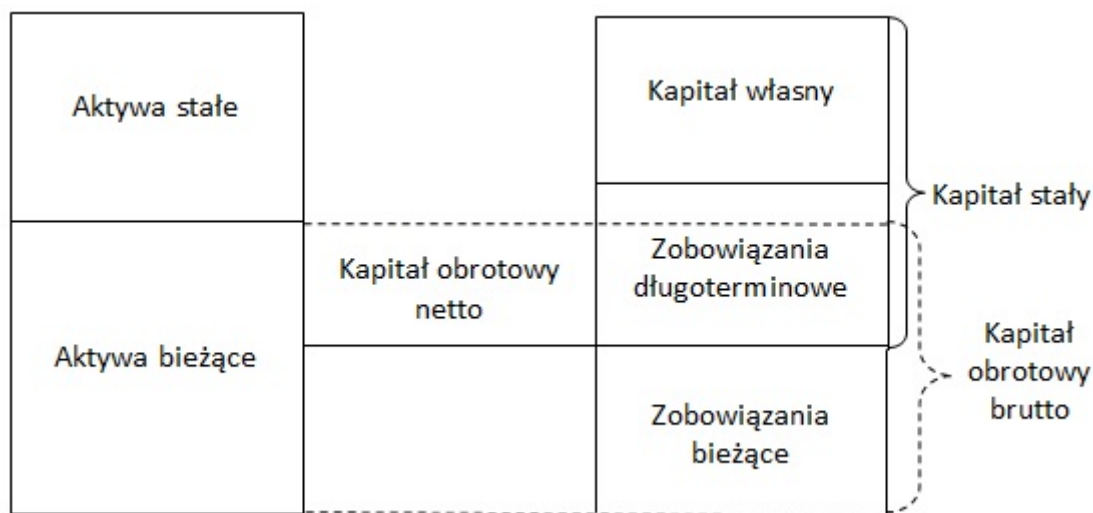 Aktywa stałe
Kapitał własny
Kapitał stały
Kapitał obrotowy
netto
Zobowiązania
długoterminowe
Aktywa bieżące
Kapitał
obrotowy
brutto
Zobowiązania
bieżące